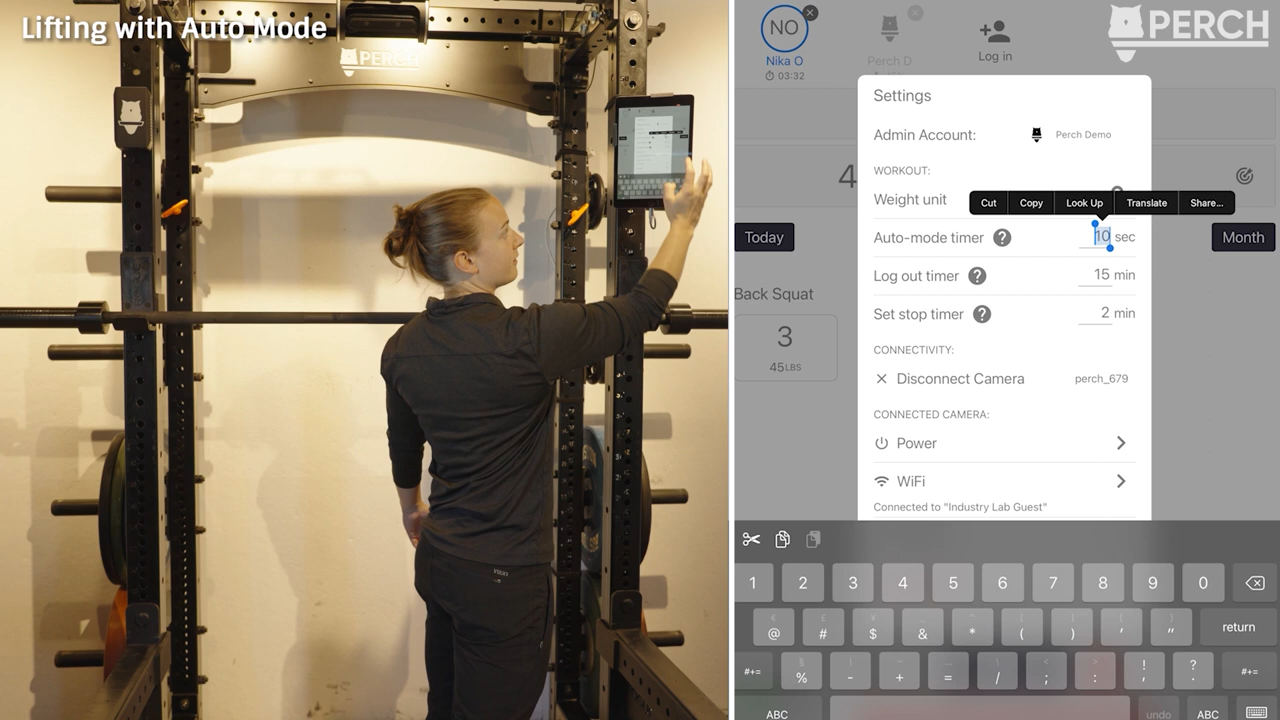 Lifting with Auto Mode
PERCH
NO
Nika O
03:32
Perch D
Log in
PERCH
Settings
Admin Account:
Perch Demo
WORKOUT:
4
Weight unit
Cut
Copy
Look Up
Translate
Share...
Today
Auto-mode timer ?
10 sec
Month
Log out timer ?
15 min
Back Squat
Set stop timer ?
2 min
3
45LBS
CONNECTIVITY:
Disconnect Camera
perch_679
CONNECTED CAMERA:
Power
WiFi
Connected to "Industry Lab Guest"
1 2 3 4 5 6 7 8 9 0
@ # $ & * ( ) ' "
return
#+= % - + = / ; : ! ? #+=
ABC
undo
ABC